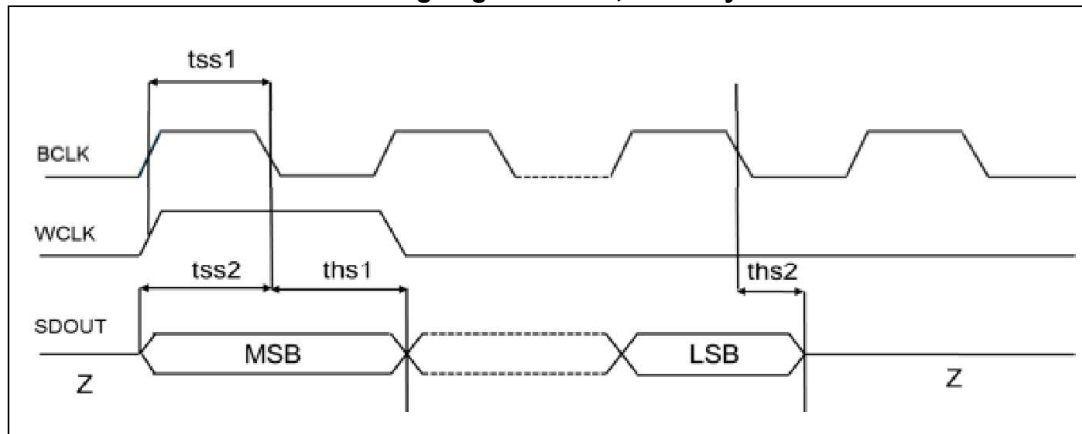 tss1
BCLK
WCLK
tss2 ths1 ths2
SDOUT
MSB LSB
Z Z